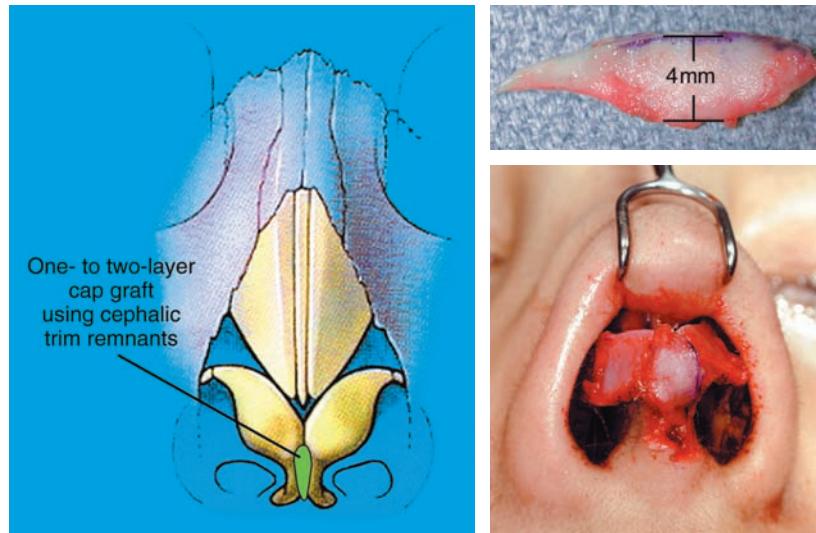 One- to two-layer
cap graft
using cephalic
trim remnants
4mm